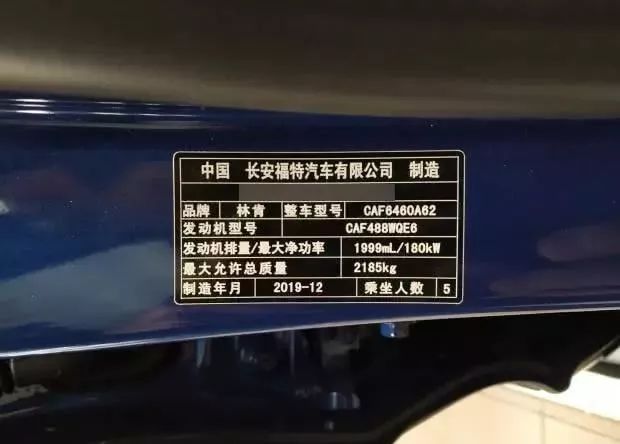 中国 长安福特汽车有限公司 制造
品牌 林肯 整车型号 CAF6460A62
发动机型号 CAF488WQE6
发动机排量/最大净功率 1999mL/180kW
最大允许总质量 2185kg
制造年月 2019-12 乘坐人数 5